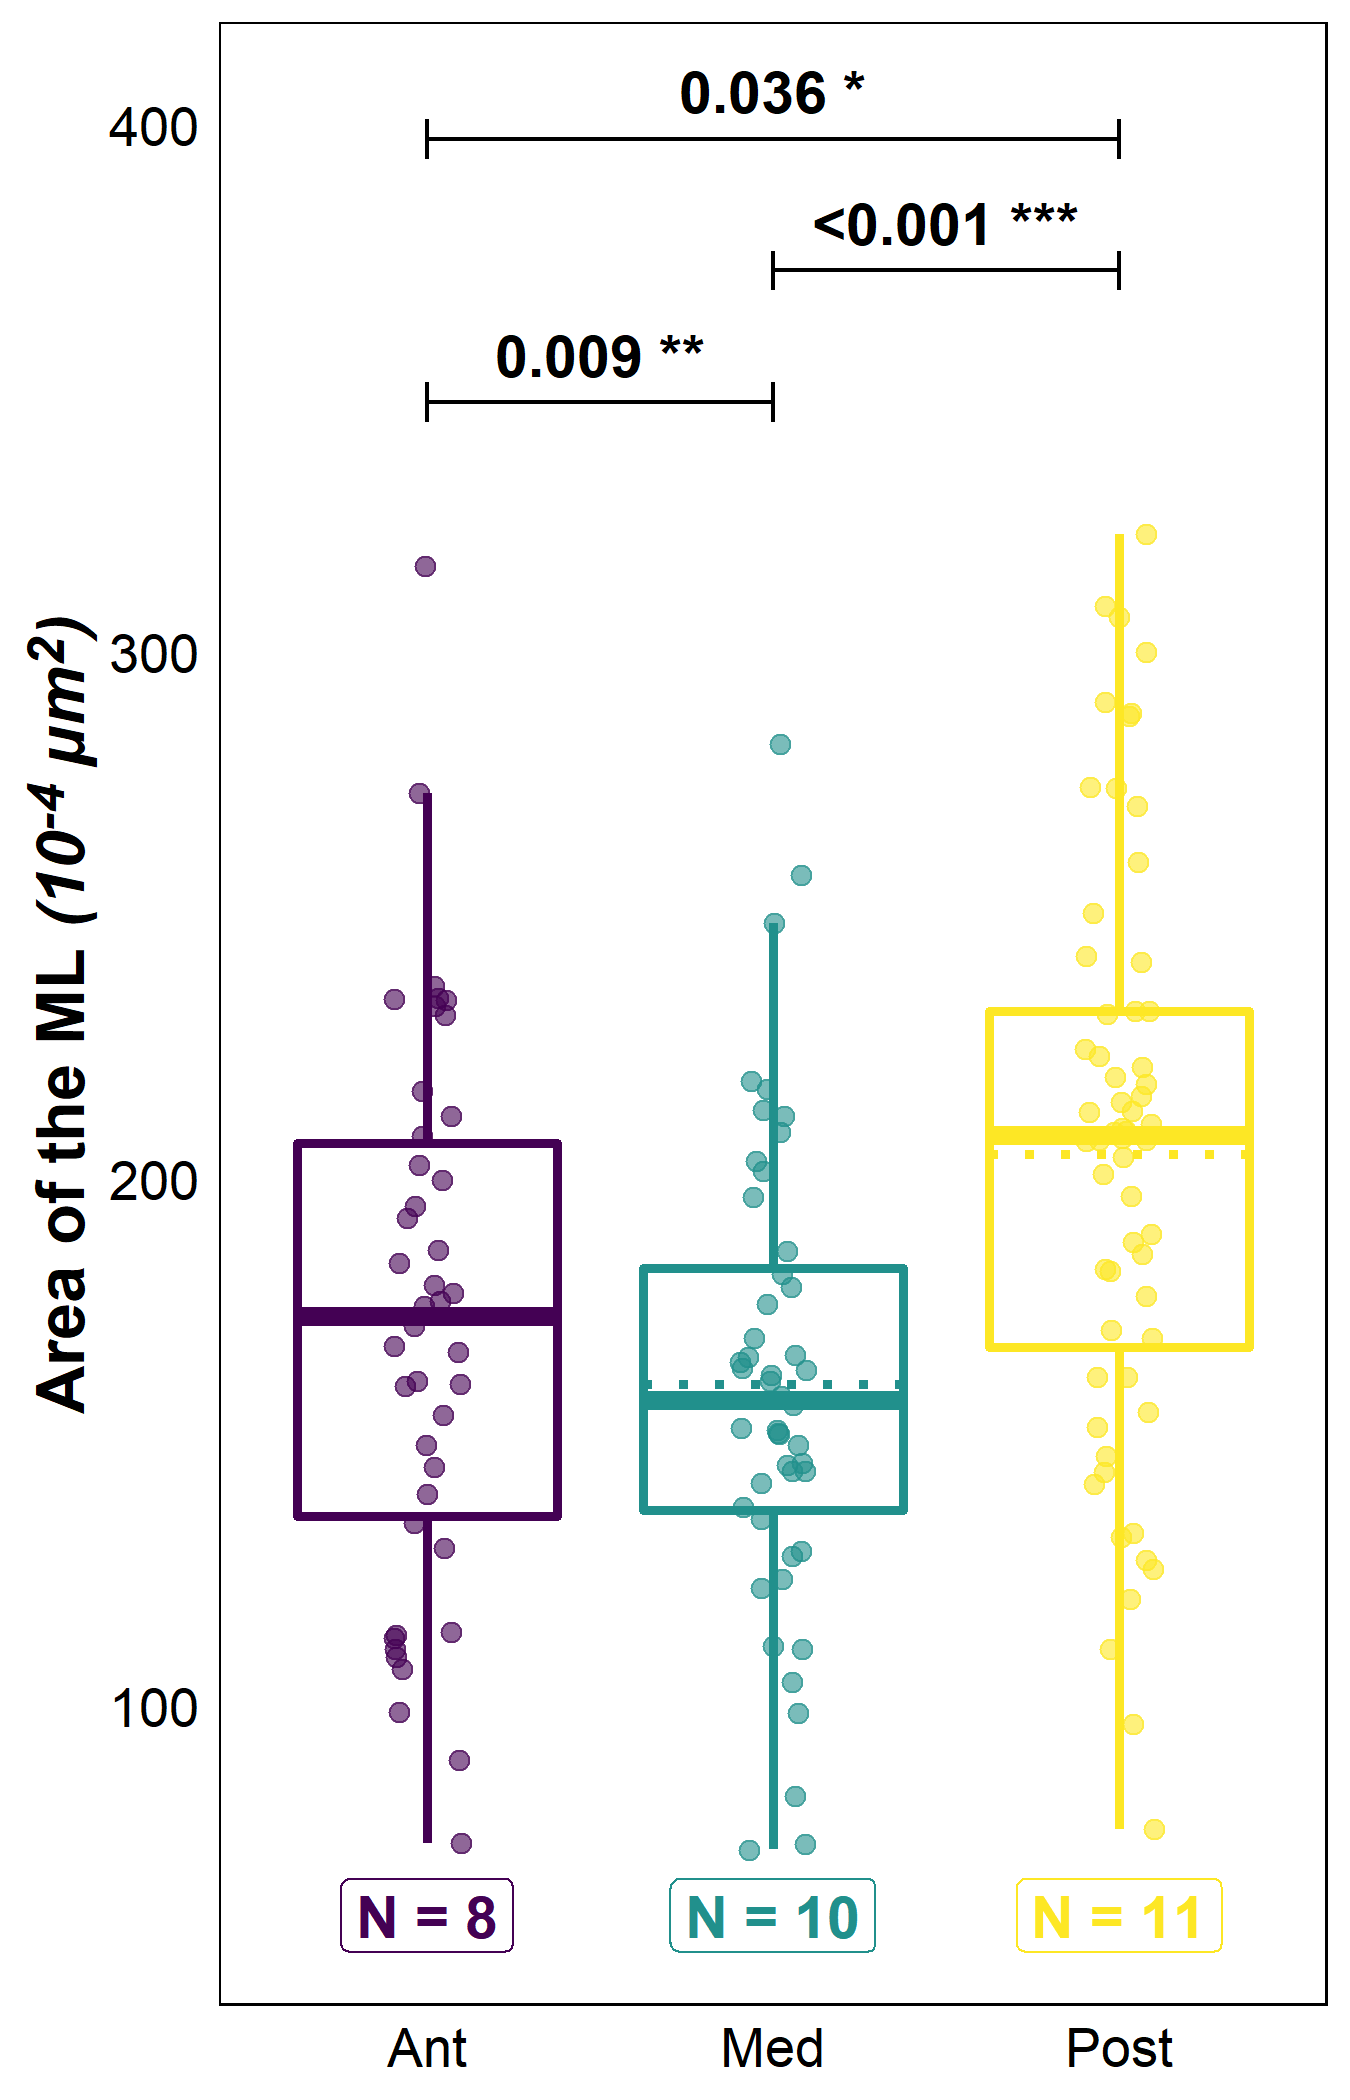 0.036 *
<0.001 ***
0.009 **
400
300
200
100
Area of the ML (10⁻⁴ µm²)
N = 8
N = 10
N = 11
Ant
Med
Post